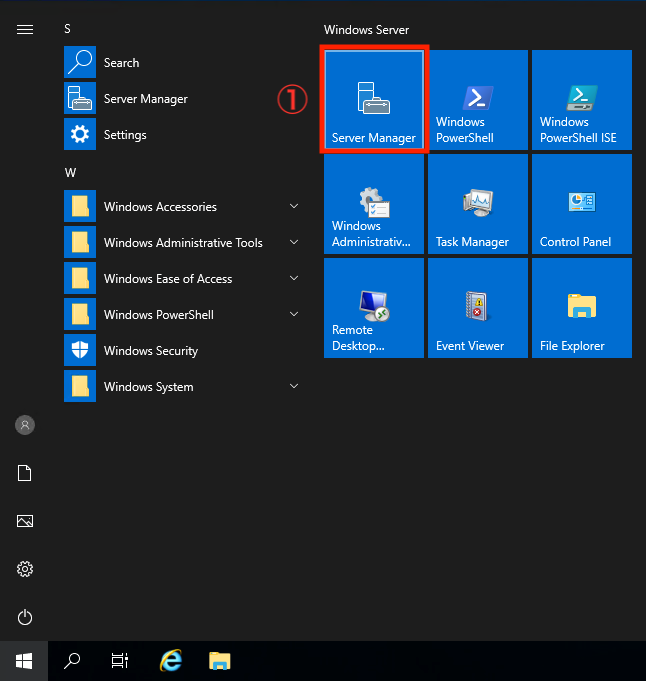 S
Search
Server Manager
Settings
W
Windows Accessories
Windows Administrative Tools
Windows Ease of Access
Windows PowerShell
Windows Security
Windows System
Windows Server
①
Server Manager
Windows
PowerShell
Windows
PowerShell ISE
Windows
Administrativ...
Task Manager
Control Panel
Remote
Desktop...
Event Viewer
File Explorer